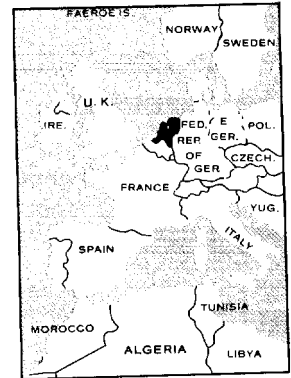 FAEROE IS.
NORWAY
SWEDEN
U. K.
IRE.
FED.
REP.
OF
GER.
E
GER.
POL.
CZECH.
FRANCE
YUG.
ITALY
SPAIN
TUNISIA
MOROCCO
ALGERIA
LIBYA